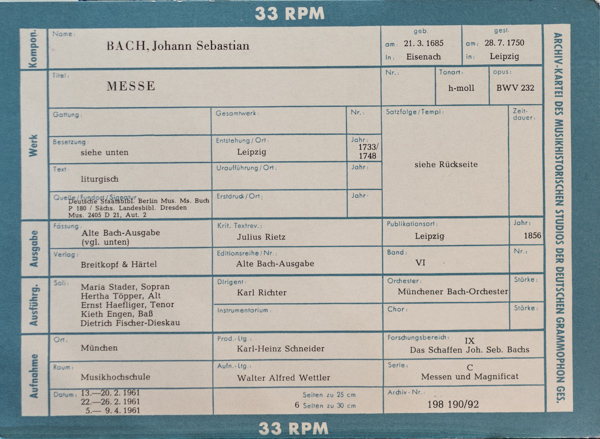 33 RPM
Kompon.
Name:
BACH, Johann Sebastian
geb.
am: 21. 3. 1685
in: Eisenach
gest.
am: 28. 7. 1750
in: Leipzig
Werk
Titel:
MESSE
Nr.:
Tonart:
h-moll
opus:
BWV 232
Gattung:
Gesamtwerk:
Nr.:
Satzfolge/Tempi:
Zeit-
dauer:
siehe Rückseite
Besetzung:
siehe unten
Entstehung/Ort:
Leipzig
Jahr:
1733/
1748
Text:
liturgisch
Uraufführung/Ort:
Jahr:
Quelle/Fundort/Signatur
Deutsche Staatsbibl. Berlin Mus. Ms. Bach
P 180 / Sächs. Landesbibl. Dresden
Mus. 2405 D 21, Aut. 2
Erstdruck/Ort:
Jahr:
Ausgabe
Fassung:
Alte Bach-Ausgabe
(vgl. unten)
Krit. Textrev.:
Julius Rietz
Publikationsort:
Leipzig
Jahr:
1856
Verlag:
Breitkopf & Härtel
Editionsreihe/Nr.:
Alte Bach-Ausgabe
Band:
VI
Nr.:
Ausführg.
Soli:
Maria Stader, Sopran
Hertha Töpper, Alt
Ernst Haefliger, Tenor
Kieth Engen, Baß
Dietrich Fischer-Dieskau
Dirigent:
Karl Richter
Instrumentarium:
Orchester:
Münchener Bach-Orchester
Stärke:
Chor:
Stärke:
Aufnahme
Ort:
München
Prod.-Ltg.:
Karl-Heinz Schneider
Forschungsbereich:
IX
Das Schaffen Joh. Seb. Bachs
Raum:
Musikhochschule
Aufn.-Ltg.:
Walter Alfred Wettler
Serie:
C
Messen und Magnificat
Datum:
13.—20. 2. 1961
22.—26. 2. 1961
5.— 9. 4. 1961
Seiten zu 25 cm
6 Seiten zu 30 cm
Archiv-Nr.:
198 190/92
ARCHIV-KARTEI DES MUSIKHISTORISCHEN STUDIOS DER DEUTSCHEN GRAMMOPHON GES.
33 RPM